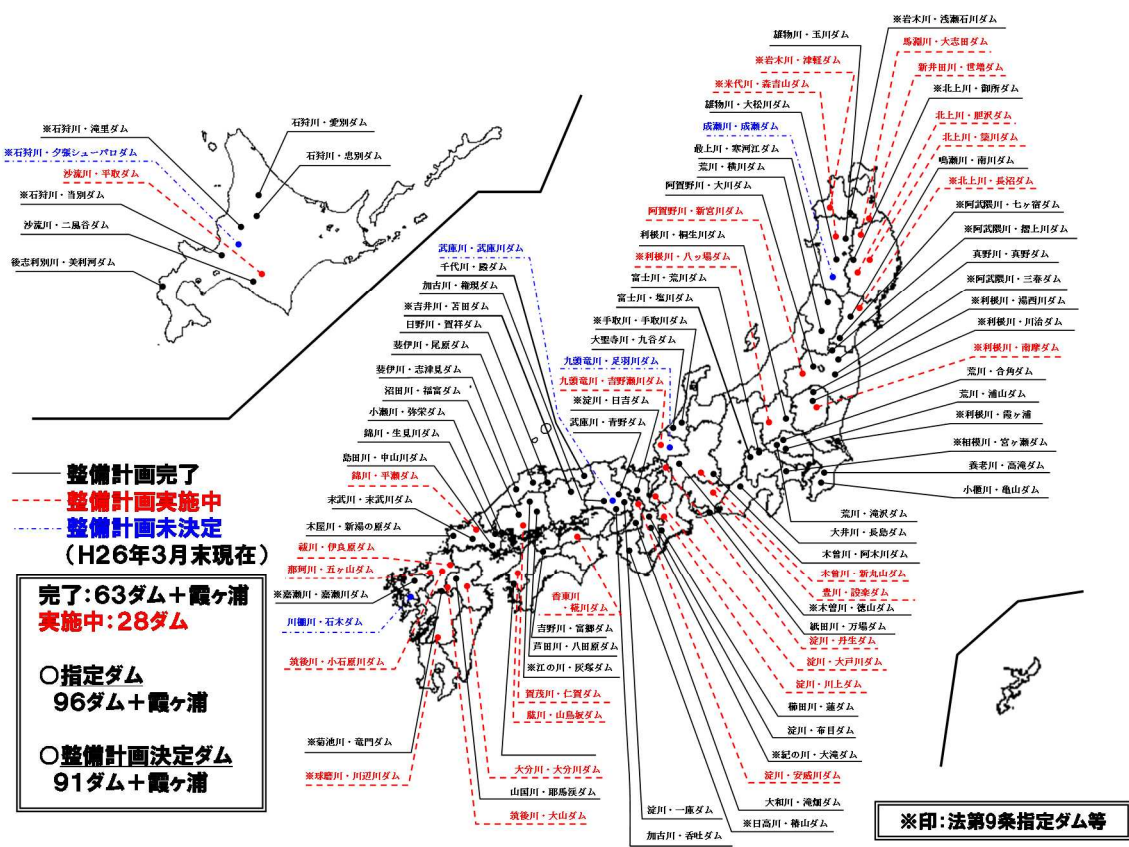 ※石狩川・滝里ダム
※石狩川・夕張シューパロダム
沙流川・平取ダム
※石狩川・当別ダム
沙流川・二風谷ダム
後志利別川・美利河ダム
石狩川・愛別ダム
石狩川・忠別ダム
雄物川・玉川ダム
※岩木川・津軽ダム
※米代川・森吉山ダム
雄物川・大松川ダム
成瀬川・成瀬ダム
最上川・寒河江ダム
荒川・横川ダム
阿賀野川・大川ダム
阿賀野川・新宮川ダム
利根川・桐生川ダム
※利根川・八ッ場ダム
富士川・荒川ダム
富士川・塩川ダム
※手取川・手取川ダム
大聖寺川・九谷ダム
九頭竜川・足羽川ダム
九頭竜川・吉野瀬川ダム
※淀川・日吉ダム
武庫川・青野ダム
※岩木川・浅瀬石川ダム
馬淵川・大志田ダム
新井田川・世増ダム
※北上川・御所ダム
北上川・胆沢ダム
北上川・簗川ダム
鳴瀬川・南川ダム
※北上川・長沼ダム
※阿武隈川・七ヶ宿ダム
※阿武隈川・摺上川ダム
真野川・真野ダム
※阿武隈川・三春ダム
※利根川・湯西川ダム
※利根川・川治ダム
※利根川・南摩ダム
荒川・合角ダム
荒川・浦山ダム
※利根川・霞ヶ浦
※相模川・宮ヶ瀬ダム
養老川・高滝ダム
小櫃川・亀山ダム
荒川・滝沢ダム
大井川・長島ダム
木曽川・阿木川ダム
木曽川・新丸山ダム
豊川・設楽ダム
※木曽川・徳山ダム
紙田川・万場ダム
淀川・丹生ダム
淀川・大戸川ダム
淀川・川上ダム
櫛田川・蓮ダム
淀川・布目ダム
※紀の川・大滝ダム
淀川・安威川ダム
大和川・滝畑ダム
※日高川・椿山ダム
淀川・一庫ダム
加古川・呑吐ダム
武庫川・武庫川ダム
千代川・殿ダム
加古川・権現ダム
※吉井川・苫田ダム
日野川・賀祥ダム
斐伊川・尾原ダム
斐伊川・志津見ダム
沼田川・福富ダム
小瀬川・弥栄ダム
錦川・生見川ダム
島田川・中山川ダム
錦川・平瀬ダム
末武川・末武川ダム
木屋川・新湯の原ダム
祓川・伊良原ダム
那珂川・五ヶ山ダム
※嘉瀬川・嘉瀬川ダム
川棚川・石木ダム
筑後川・小石原川ダム
※菊池川・竜門ダム
※球磨川・川辺川ダム
香東川
・椛川ダム
吉野川・富郷ダム
芦田川・八田原ダム
※江の川・灰塚ダム
賀茂川・仁賀ダム
肱川・山鳥坂ダム
大分川・大分川ダム
山国川・耶馬渓ダム
筑後川・大山ダム
整備計画完了
整備計画実施中
整備計画未決定
（H26年3月末現在）
完了：63ダム＋霞ヶ浦
実施中：28ダム
○指定ダム
96ダム＋霞ヶ浦
○整備計画決定ダム
91ダム＋霞ヶ浦
※印：法第9条指定ダム等